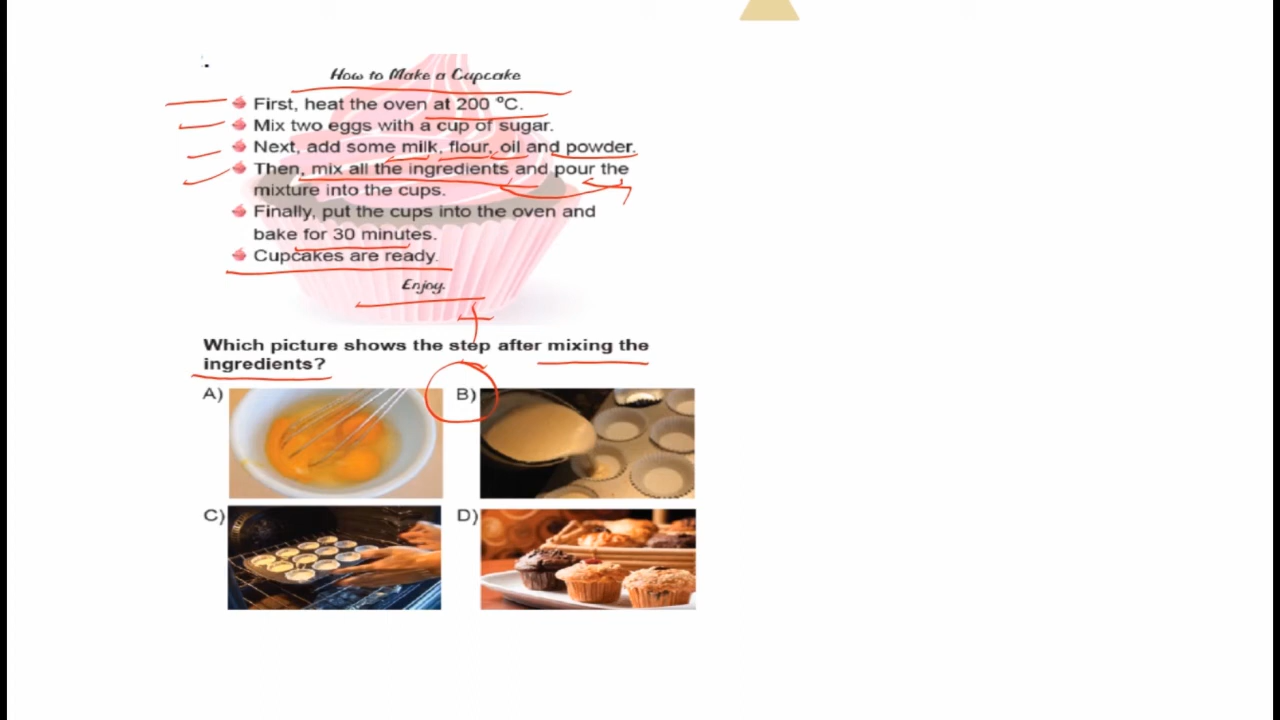 How to Make a Cupcake
First, heat the oven at 200 °C.
Mix two eggs with a cup of sugar.
Next, add some milk, flour, oil and powder.
Then, mix all the ingredients and pour the
mixture into the cups.
Finally, put the cups into the oven and
bake for 30 minutes.
Cupcakes are ready.
Enjoy.
Which picture shows the step after mixing the
ingredients?
A)
B)
C)
D)